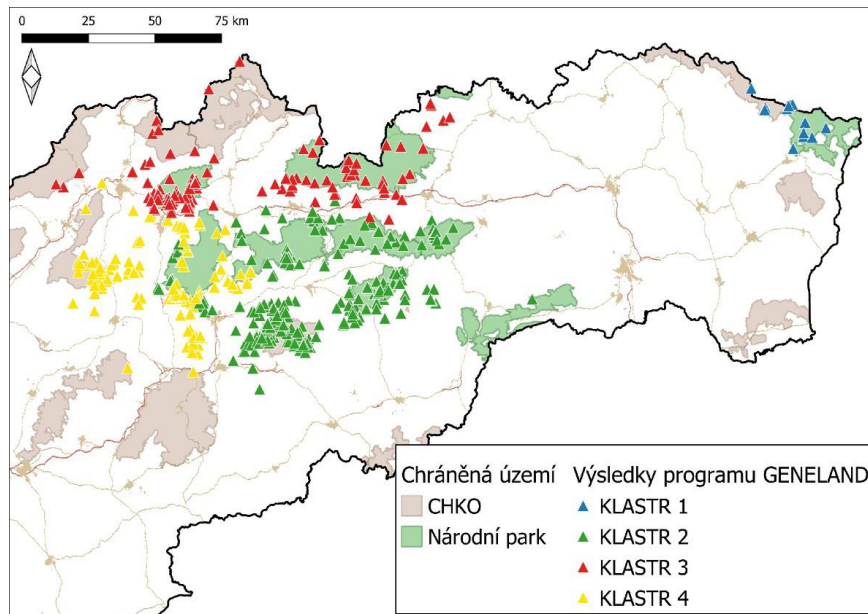 0 25 50 75 km
Chráněná území
CHKO
Národní park
Výsledky programu GENELAND
KLASTR 1
KLASTR 2
KLASTR 3
KLASTR 4